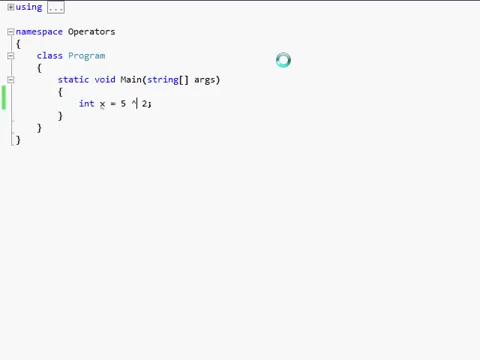 using ...
namespace Operators
{
class Program
{
static void Main(string[] args)
{
int x = 5 ^ 2;
}
}
}